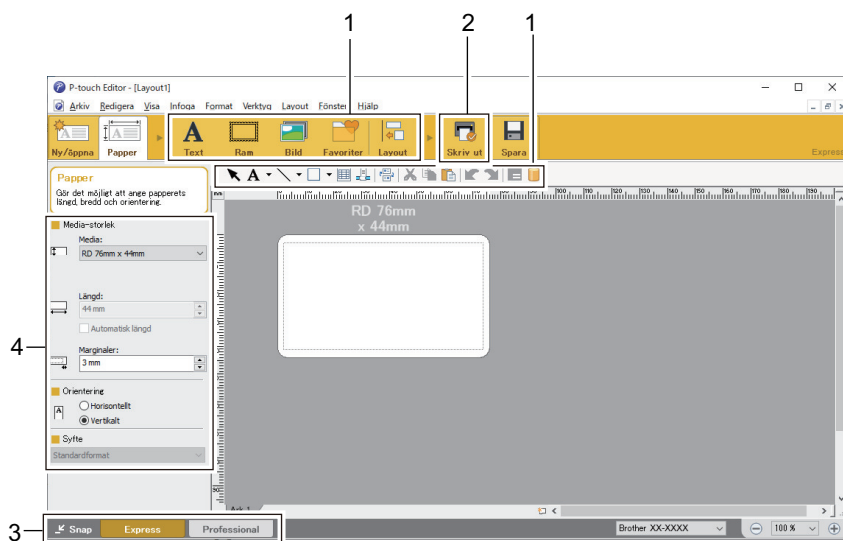 1 2 1
P-touch Editor - [Layout1]
Arkiv Redigera Visa Infoga Format Verktyg Layout Fönster Hjälp
Ny/öppna Papper Text Ram Bild Favoriter Layout Skriv ut Spara Express
Papper
Gör det möjligt att ange papperets
längd, bredd och orientering.
RD 76mm
x 44mm
Media-storlek
Media:
RD 76mm x 44mm
Längd:
44 mm
Automatisk längd
4
Marginaler:
3 mm
Orientering
Horisontellt
Vertikalt
Syfte
Standardformat
Ark 1
3
Snap Express Professional Brother XX-XXXX 100 %